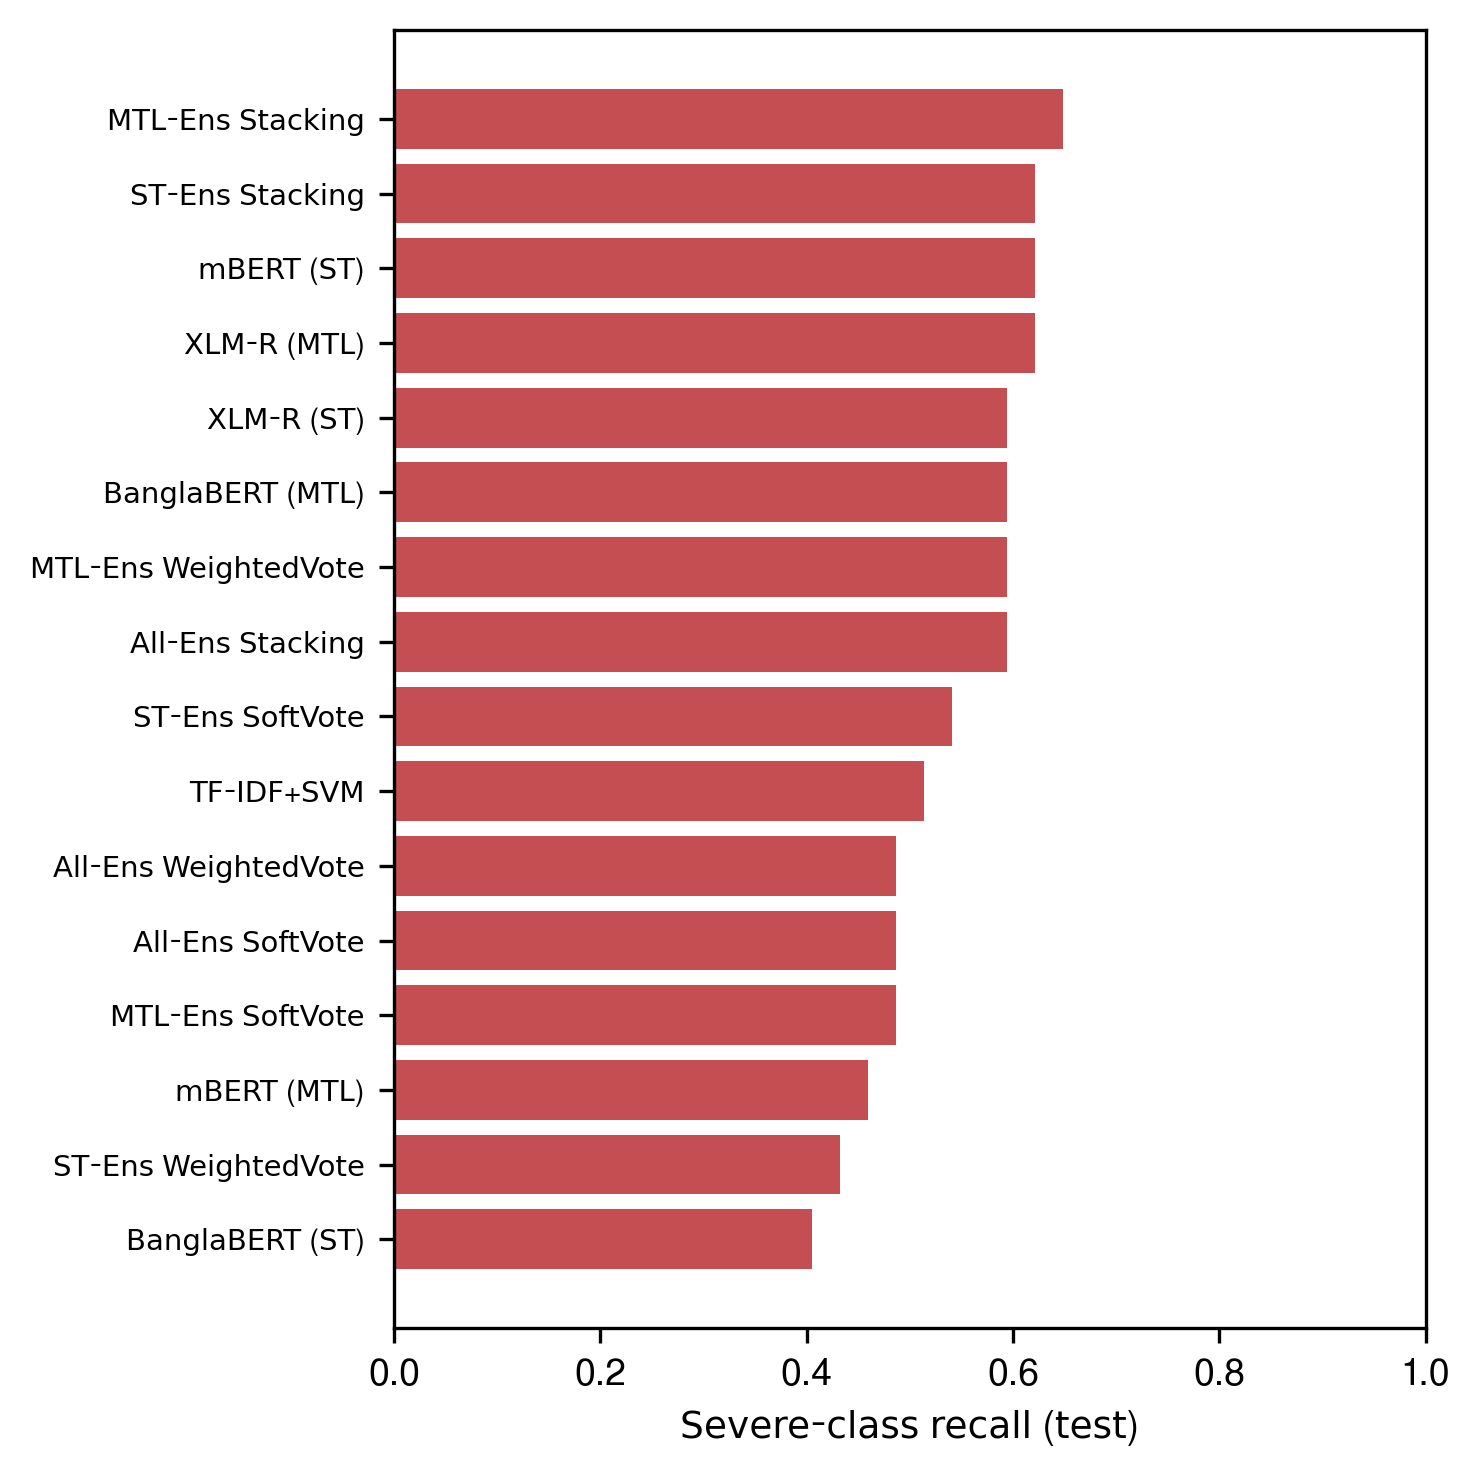 MTL-Ens Stacking
ST-Ens Stacking
mBERT (ST)
XLM-R (MTL)
XLM-R (ST)
BanglaBERT (MTL)
MTL-Ens WeightedVote
All-Ens Stacking
ST-Ens SoftVote
TF-IDF+SVM
All-Ens WeightedVote
All-Ens SoftVote
MTL-Ens SoftVote
mBERT (MTL)
ST-Ens WeightedVote
BanglaBERT (ST)
0.0 0.2 0.4 0.6 0.8 1.0
Severe-class recall (test)